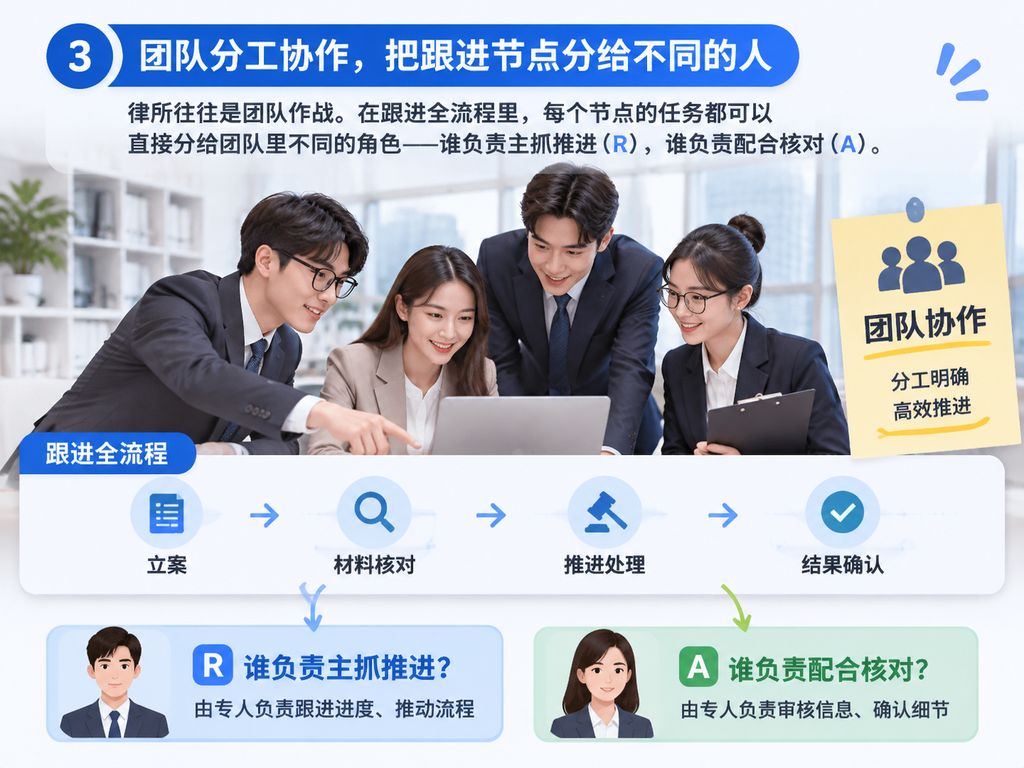 3
团队分工协作，把跟进节点分给不同的人
律所往往是团队作战。在跟进全流程里，每个节点的任务都可以
直接分给团队里不同的角色——谁负责主抓推进（R），谁负责配合核对（A）。
团队协作
分工明确
高效推进
跟进全流程
立案
材料核对
推进处理
结果确认
R 谁负责主抓推进？
由专人负责跟进进度、推动流程
A 谁负责配合核对？
由专人负责审核信息、确认细节